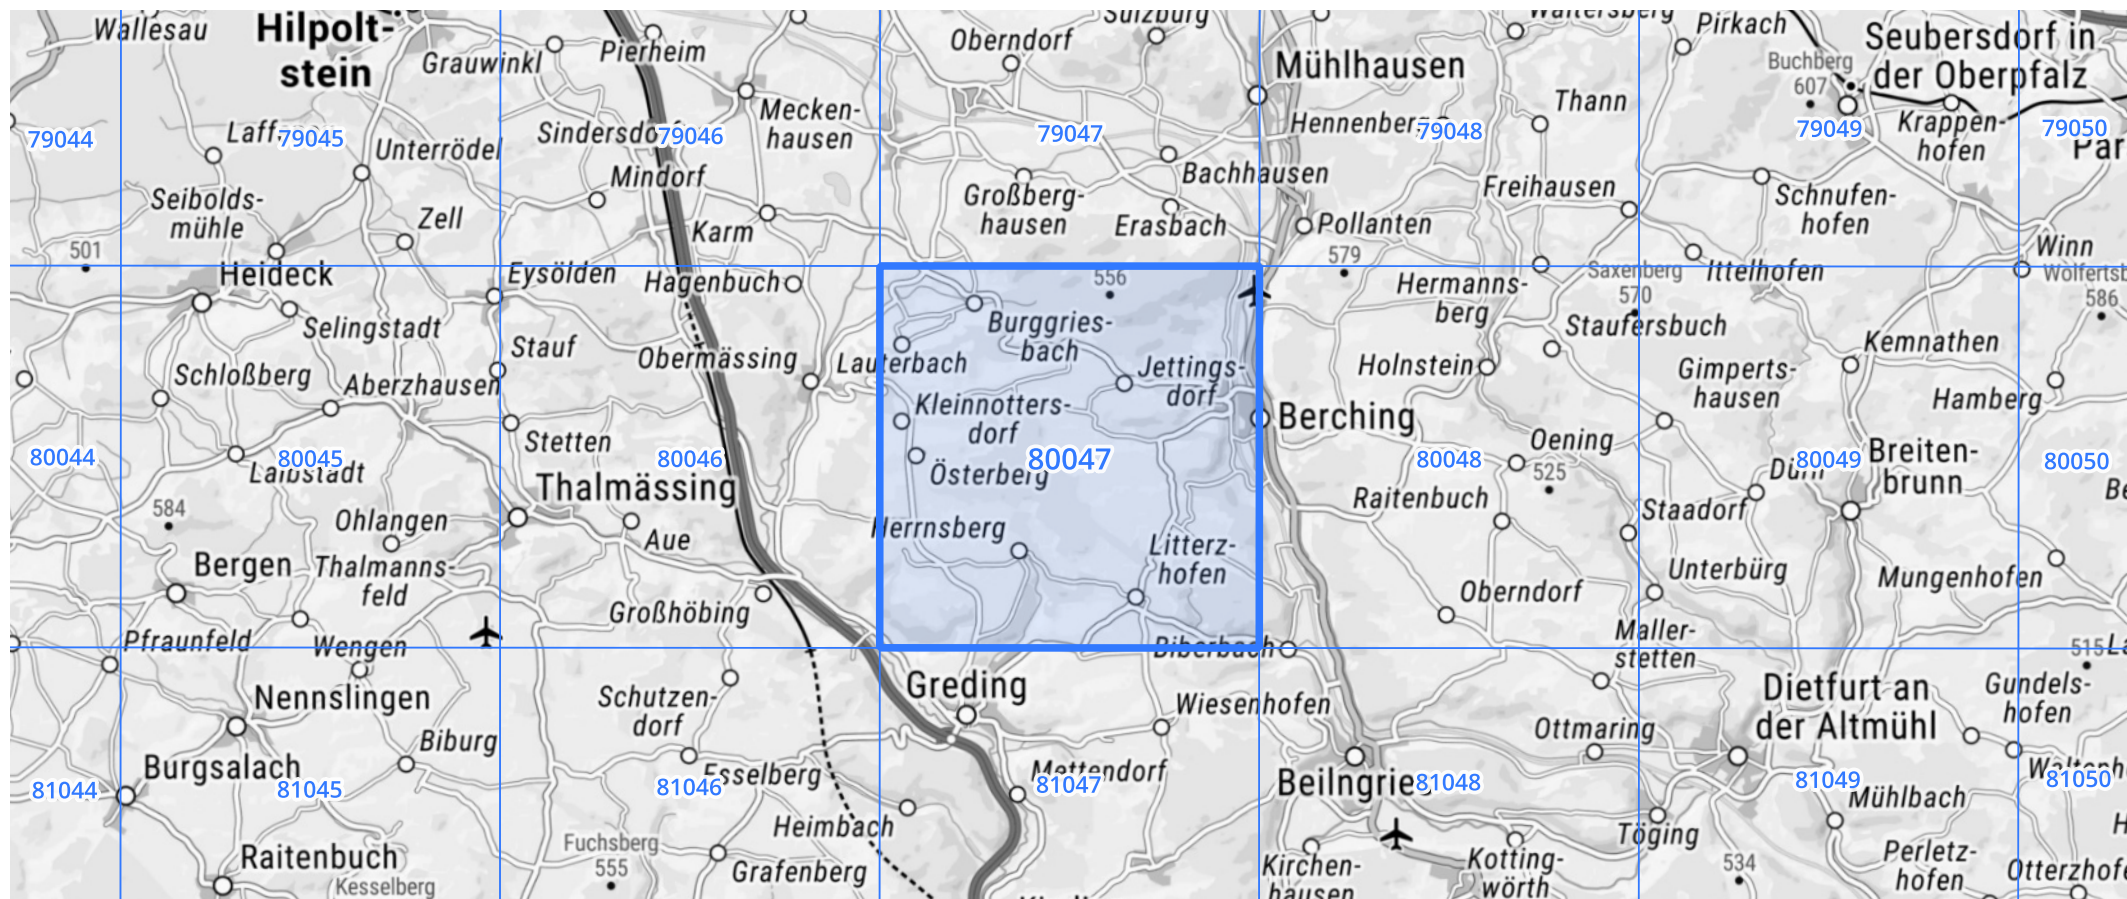 Wallesau
Hilpolt-
stein
Grauwinkl
Pierheim
Oberndorf
Sulzburg
Mühlhausen
Waltersberg
Pirkach
Seubersdorf in
der Oberpfalz
Buchberg
607
Mecken-
hausen
Thann
79044
79045
Unterrödel
79046
79047
Hennenberg
79048
79049
Krappen-
hofen
79050
Mindorf
Bachhausen
Freihausen
Seibolds-
mühle
Zell
Karm
Großberg-
hausen
Erasbach
Pollanten
Schnufen-
hofen
Winn
501
Heideck
Eysölden
Hagenbuch
556
579
Hermanns-
berg
Saxenberg
570
Ittelhofen
586
Selingstadt
Stauf
Obermässing
Lauterbach
Burggries-
bach
Jettings-
dorf
Holnstein
Staufersbuch
Gimperts-
hausen
Kemnathen
Hamberg
Schloßberg
Aberzhausen
Kleinnotters-
dorf
Berching
80044
80045
Laibstadt
Stetten
80046
Österberg
80047
80048
Oening
525
80049
Dürn
Breiten-
brunn
80050
584
Thalmässing
Raitenbuch
Staadorf
Ohlangen
Aue
Herrnsberg
Litterz-
hofen
Bergen
Thalmanns-
feld
Großhöbing
Oberndorf
Unterbürg
Mungenhofen
Pfraunfeld
Wengen
Biberbach
Maller-
stetten
515
Nennslingen
Schutzen-
dorf
Greding
Wiesenhofen
Dietfurt an
der Altmühl
Gundels-
hofen
Biburg
Ottmaring
Burgsalach
81044
81045
81046
Esselberg
81047
Mettendorf
Beilngries
81048
81049
Mühlbach
81050
Heimbach
Töging
Raitenbuch
Kesselberg
Fuchsberg
555
Grafenberg
Kirchen-
hausen
Kotting-
wörth
534
Perletz-
hofen